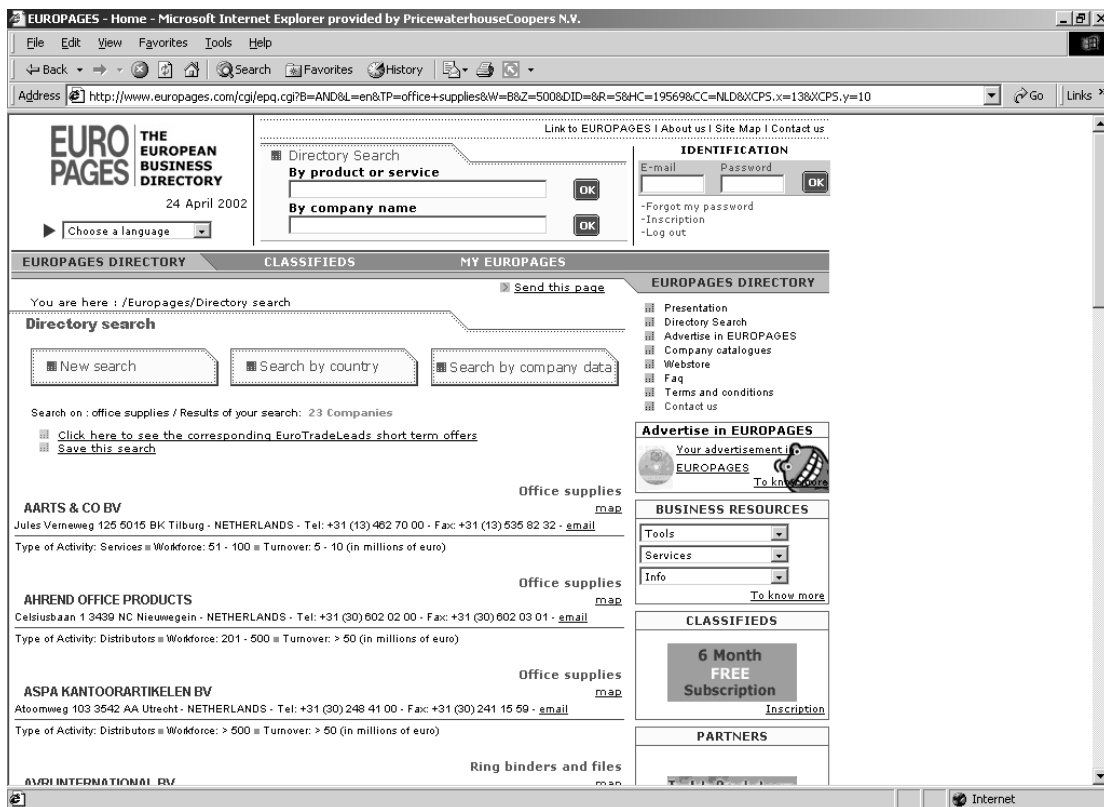 EUROPAGES - Home - Microsoft Internet Explorer provided by PricewaterhouseCoopers N.V.
File Edit View Favorites Tools Help
Back Search Favorites History
Address http://www.europages.com/cgi/epq.cgi?B=AND&L=en&TP=office+supplies&W=B&Z=500&DID=&R=5&HC=19569&CC=NLD&XCPS.x=13&XCPS.y=10 Go Links
EURO PAGES
THE EUROPEAN BUSINESS DIRECTORY
24 April 2002
Choose a language
Link to EUROPAGES I About us I Site Map I Contact us
Directory Search
By product or service
OK
By company name
OK
IDENTIFICATION
E-mail Password
OK
-Forgot my password
-Inscription
-Log out
EUROPAGES DIRECTORY CLASSIFIEDS MY EUROPAGES
Send this page
You are here : /Europages/Directory search
Directory search
New search Search by country Search by company data
Search on : office supplies / Results of your search: 23 Companies
Click here to see the corresponding EuroTradeLeads short term offers
Save this search
Office supplies
AARTS & CO BV map
Jules Verneweg 125 5015 BK Tilburg - NETHERLANDS - Tel: +31 (13) 462 70 00 - Fax: +31 (13) 535 82 32 - email
Type of Activity: Services Workforce: 51 - 100 Turnover: 5 - 10 (in millions of euro)
Office supplies
AHREND OFFICE PRODUCTS map
Celsiusbaan 1 3439 NC Nieuwegein - NETHERLANDS - Tel: +31 (30) 602 02 00 - Fax: +31 (30) 602 03 01 - email
Type of Activity: Distributors Workforce: 201 - 500 Turnover: > 50 (in millions of euro)
Office supplies
ASPA KANTOORARTIKELEN BV map
Atoomweg 103 3542 AA Utrecht - NETHERLANDS - Tel: +31 (30) 248 41 00 - Fax: +31 (30) 241 15 59 - email
Type of Activity: Distributors Workforce: > 500 Turnover: > 50 (in millions of euro)
Ring binders and files
INTERNATIONAL BV map
EUROPAGES DIRECTORY
Presentation
Directory Search
Advertise in EUROPAGES
Company catalogues
Webstore
Faq
Terms and conditions
Contact us
Advertise in EUROPAGES
Your advertisement
EUROPAGES
To know more
BUSINESS RESOURCES
Tools
Services
Info
To know more
CLASSIFIEDS
6 Month
FREE
Subscription
Inscription
PARTNERS
Internet